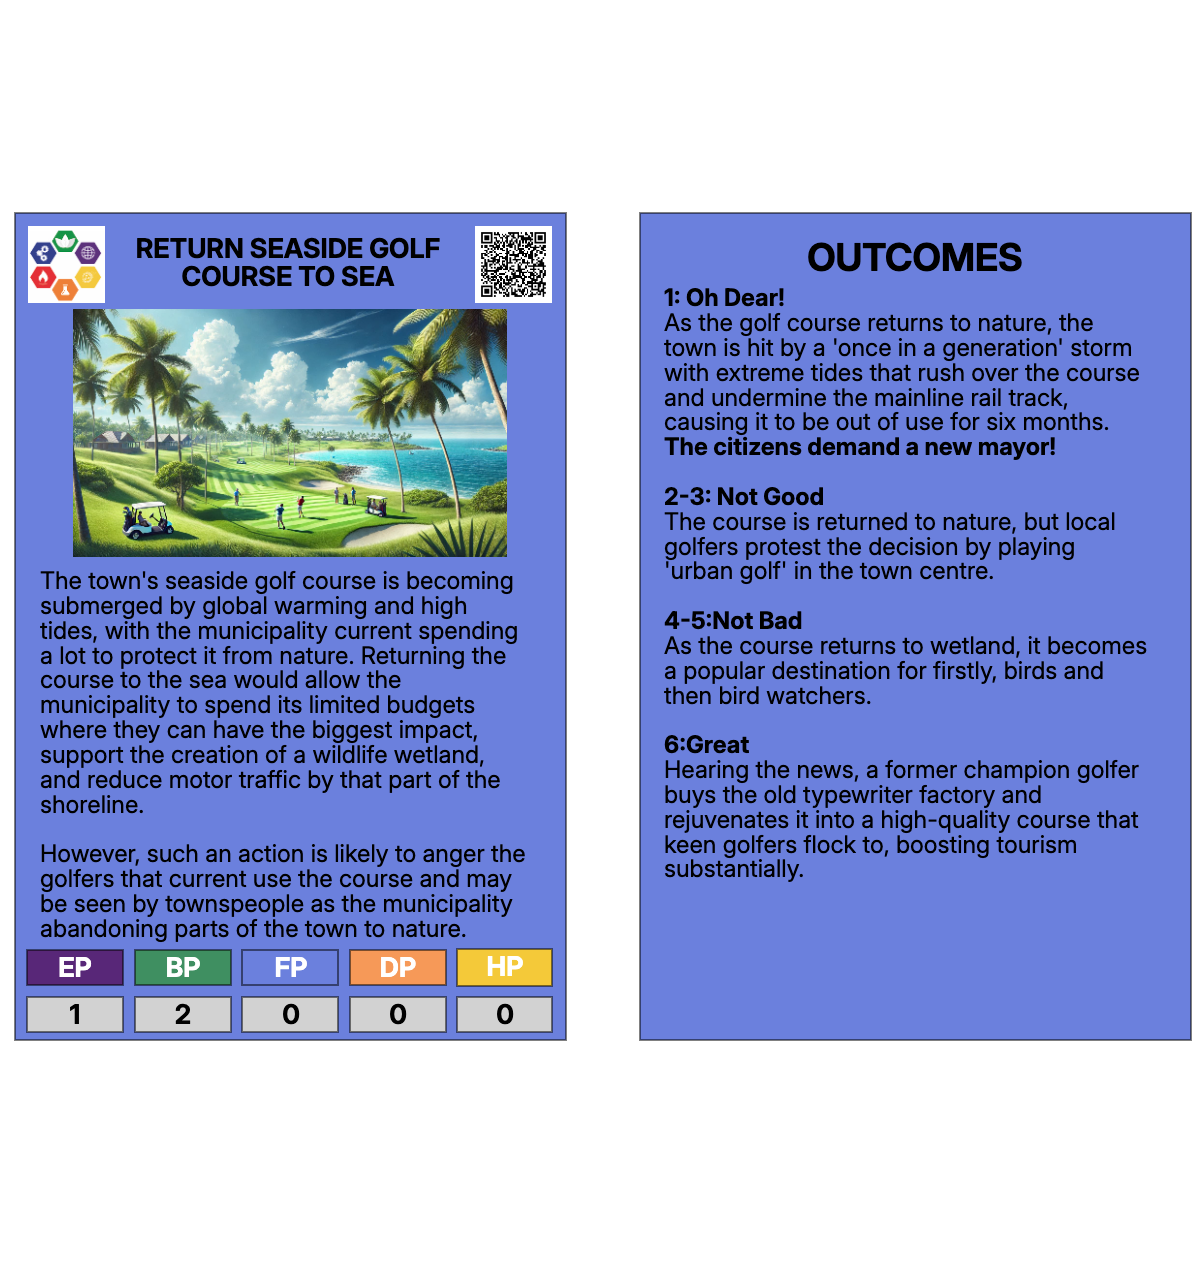 RETURN SEASIDE GOLF
COURSE TO SEA
The town's seaside golf course is becoming
submerged by global warming and high
tides, with the municipality current spending
a lot to protect it from nature. Returning the
course to the sea would allow the
municipality to spend its limited budgets
where they can have the biggest impact,
support the creation of a wildlife wetland,
and reduce motor traffic by that part of the
shoreline.
However, such an action is likely to anger the
golfers that current use the course and may
be seen by townspeople as the municipality
abandoning parts of the town to nature.
EP BP FP DP HP
1 2 0 0 0
OUTCOMES
1: Oh Dear!
As the golf course returns to nature, the
town is hit by a 'once in a generation' storm
with extreme tides that rush over the course
and undermine the mainline rail track,
causing it to be out of use for six months.
The citizens demand a new mayor!
2-3: Not Good
The course is returned to nature, but local
golfers protest the decision by playing
'urban golf' in the town centre.
4-5:Not Bad
As the course returns to wetland, it becomes
a popular destination for firstly, birds and
then bird watchers.
6:Great
Hearing the news, a former champion golfer
buys the old typewriter factory and
rejuvenates it into a high-quality course that
keen golfers flock to, boosting tourism
substantially.